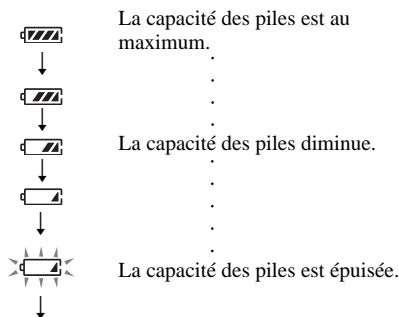 La capacité des piles est au
maximum.
La capacité des piles diminue.
La capacité des piles est épuisée.